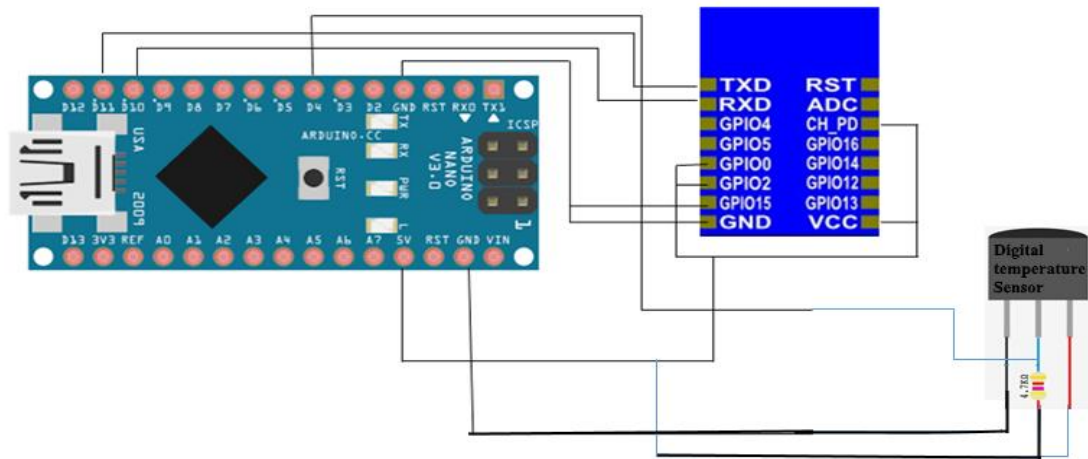 D12 D11 D10 D9 D8 D7 D6 D5 D4 D3 D2 GND RST RX0 TX1
TX
RX
PWR
L
ARDUINO.CC
RST
ARDUINO
NANO
V3.0
ICSP
1
USA
2009
D13 3V3 REF A0 A1 A2 A3 A4 A5 A6 A7 5V RST GND VIN
TXD RST
RXD ADC
GPIO4 CH_PD
GPIO5 GPIO16
GPIO0 GPIO14
GPIO2 GPIO12
GPIO15 GPIO13
GND VCC
Digital
temperature
Sensor
4.7KΩ